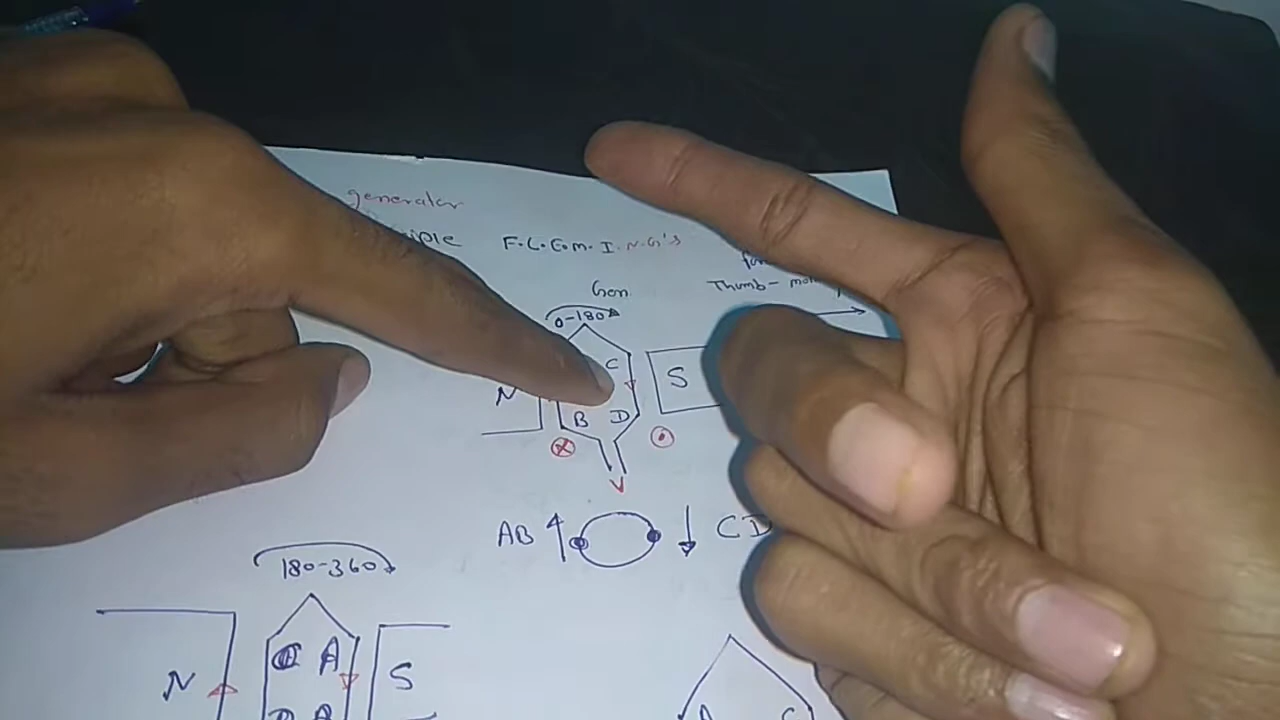 generator
F.L.E.M.I.N.G's
Gen
Thumb-
0-180
C
N
S
B D
AB
CD
180-360
C A
N
S